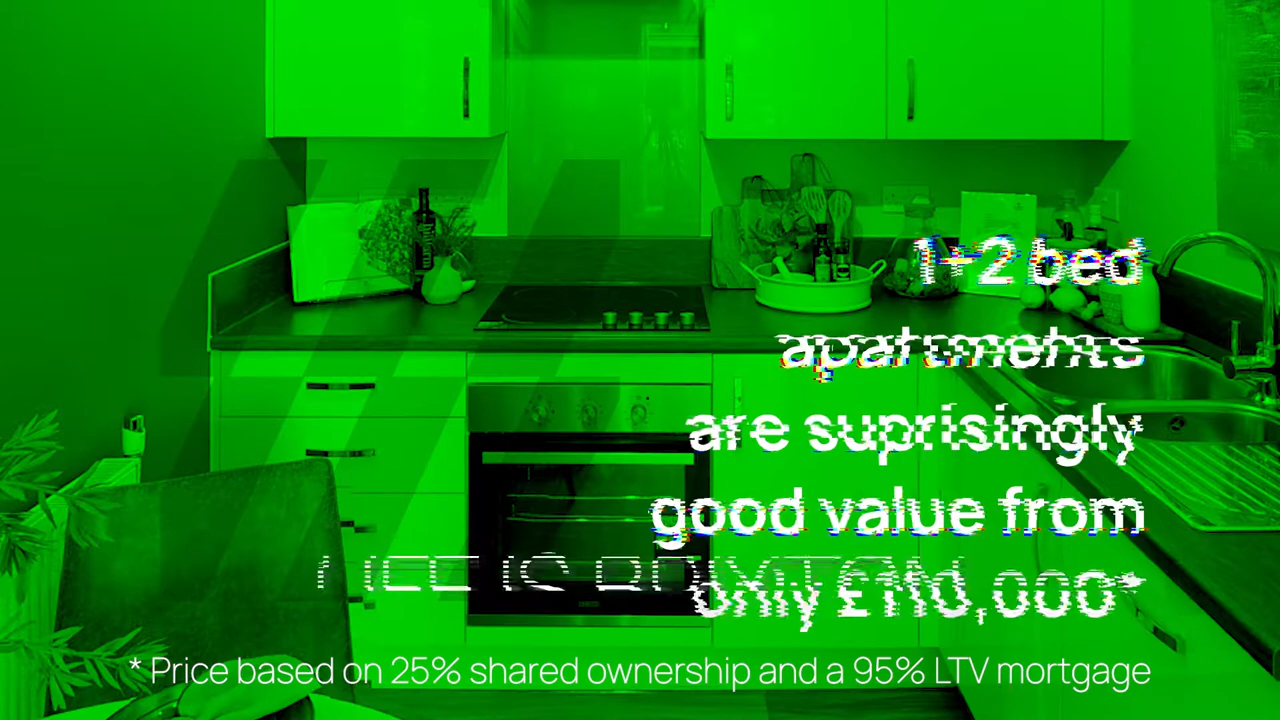 1+2 bed
apartments
are suprisingly
good value from
only £110,000*
* Price based on 25% shared ownership and a 95% LTV mortgage